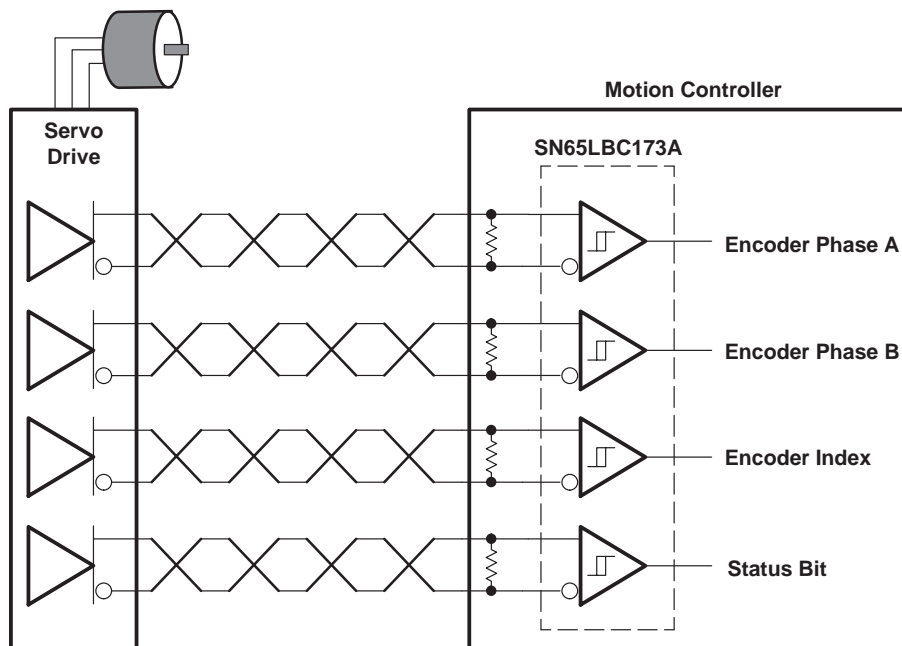 Motion Controller
Servo
Drive
SN65LBC173A
Encoder Phase A
Encoder Phase B
Encoder Index
Status Bit